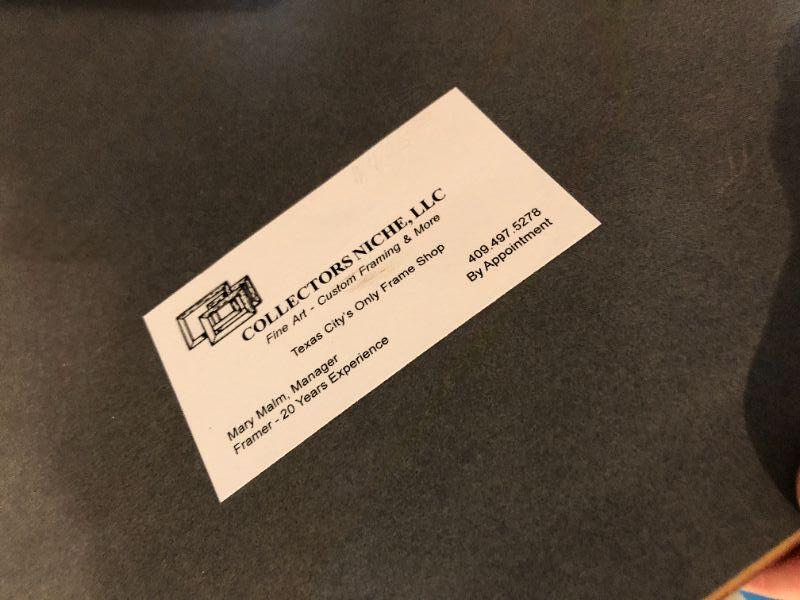 COLLECTORS NICHE, LLC
Fine Art - Custom Framing & More
Texas City's Only Frame Shop
Mary Malm, Manager
Framer - 20 Years Experience
409.497.5278
By Appointment